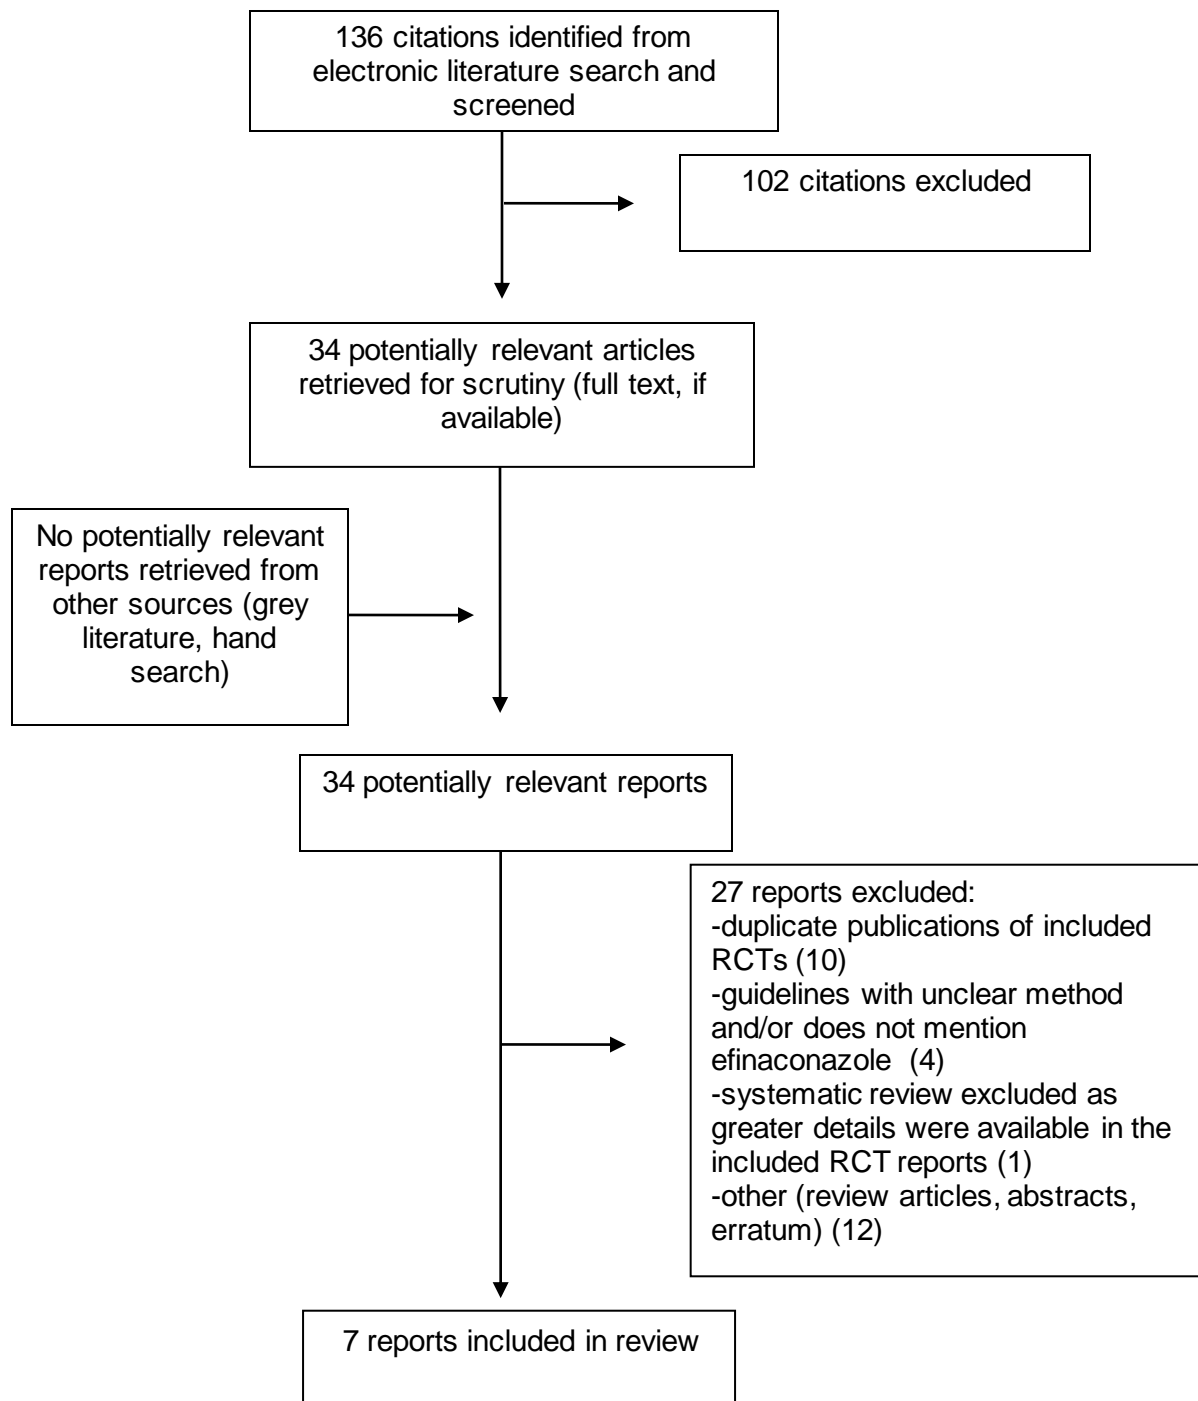 136 citations identified from
electronic literature search and
screened
102 citations excluded
34 potentially relevant articles
retrieved for scrutiny (full text, if
available)
No potentially relevant
reports retrieved from
other sources (grey
literature, hand
search)
34 potentially relevant reports
27 reports excluded:
-duplicate publications of included
RCTs (10)
-guidelines with unclear method
and/or does not mention
efinaconazole (4)
-systematic review excluded as
greater details were available in the
included RCT reports (1)
-other (review articles, abstracts,
erratum) (12)
7 reports included in review